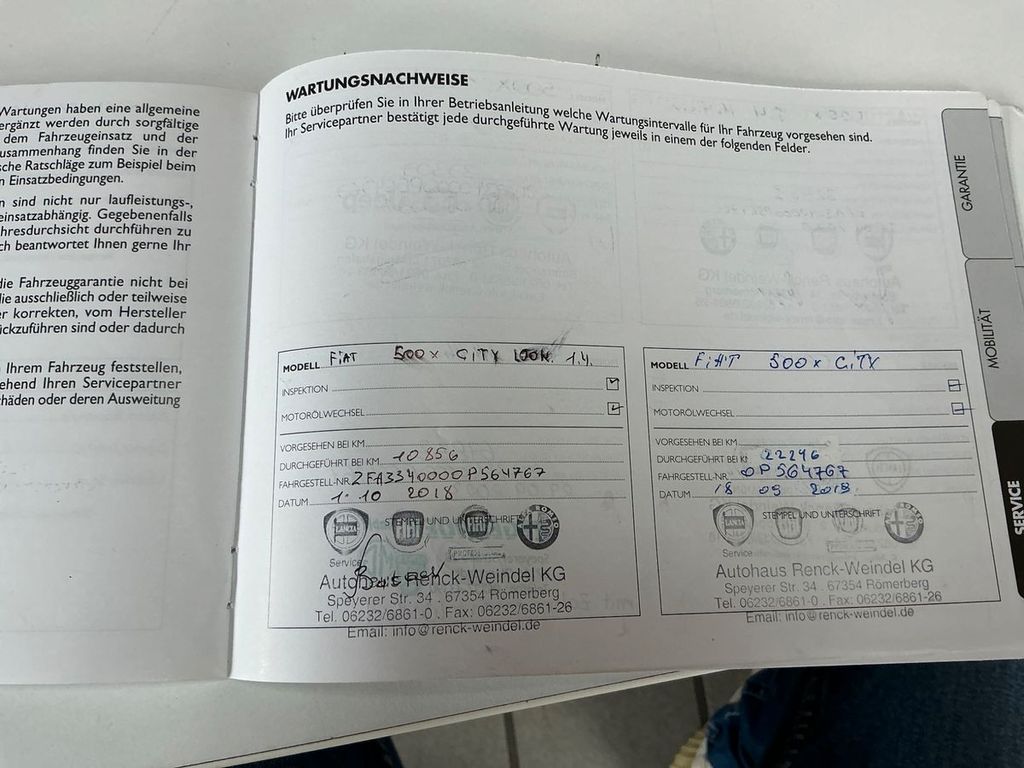 Wartungen haben eine allgemeine
ergänzt werden durch sorgfältige
dem Fahrzeugeinsatz und der
usammenhang finden Sie in der
sche Ratschläge zum Beispiel beim
n Einsatzbedingungen.
n sind nicht nur laufleistungs-,
einsatzabhängig. Gegebenenfalls
hresdurchsicht durchführen zu
ch beantwortet Ihnen gerne Ihr
die Fahrzeuggarantie nicht bei
die ausschließlich oder teilweise
er korrekten, vom Hersteller
ückzuführen sind oder dadurch
Ihrem Fahrzeug feststellen,
ehend Ihren Servicepartner
häden oder deren Ausweitung
WARTUNGSNACHWEISE
Bitte überprüfen Sie in Ihrer Betriebsanleitung welche Wartungsintervalle für Ihr Fahrzeug vorgesehen sind.
Ihr Servicepartner bestätigt jede durchgeführte Wartung jeweils in einem der folgenden Felder.
MODELL FiAT 500x CiTY LOOK 1.4.
INSPEKTION
MOTORÖLWECHSEL
VORGESEHEN BEI KM
DURCHGEFÜHRT BEI KM 10856
FAHRGESTELL-NR. ZFA3340000P564767
DATUM 1.10 2018
STEMPEL UND UNTERSCHRIFT
Service
Autohaus Renck-Weindel KG
Speyerer Str. 34 . 67354 Römerberg
Tel. 06232/6861-0 . Fax: 06232/6861-26
Email: info@renck-weindel.de
MODELL FiAT 500x CiTY
INSPEKTION
MOTORÖLWECHSEL
VORGESEHEN BEI KM
DURCHGEFÜHRT BEI K 22246
FAHRGESTELL-NR. 0P564767
DATUM 18 09 2019.
STEMPEL UND UNTERSCHRIFT
Service
Autohaus Renck-Weindel KG
Speyerer Str. 34 . 67354 Römerberg
Tel. 06232/6861-0 . Fax: 06232/6861-26
Email: info@renck-weindel.de
GARANTIE
MOBILITÄT
SERVICE